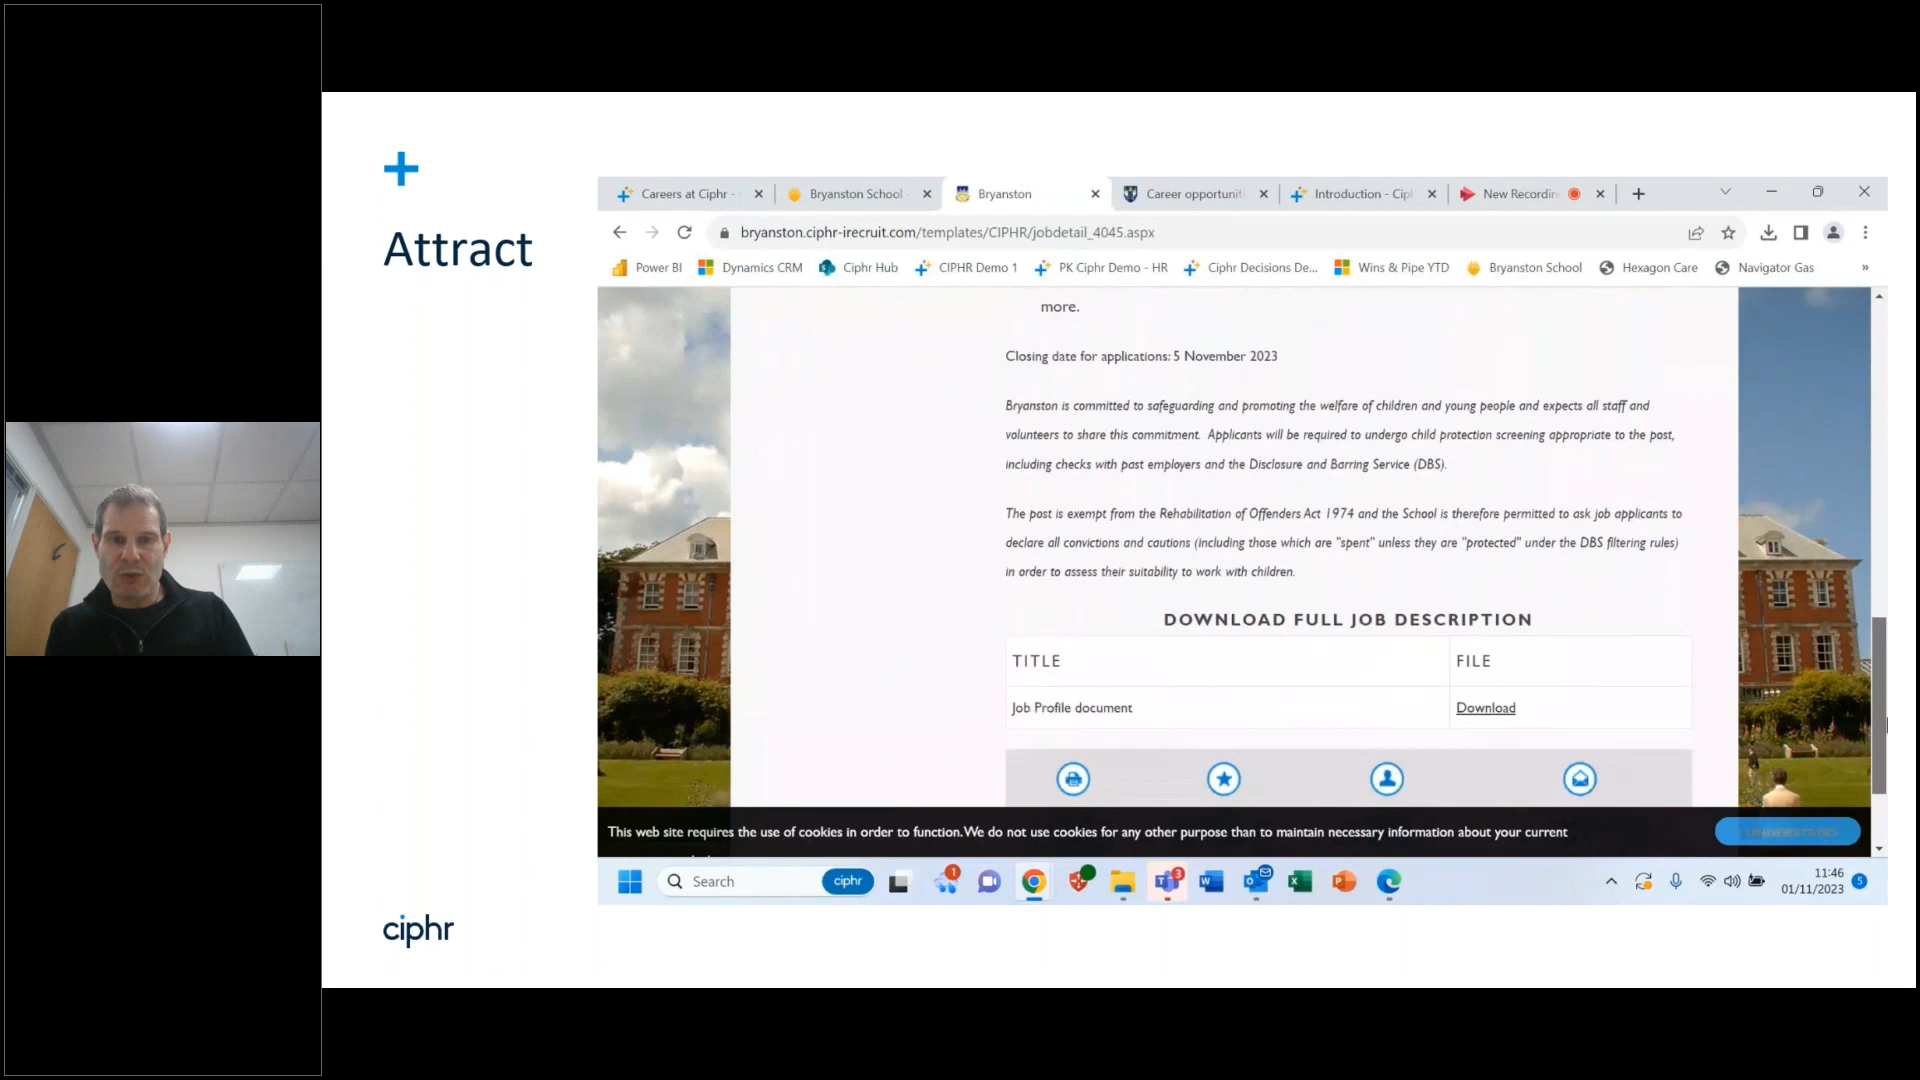 Attract
Careers at Ciphr -
Bryanston School -
Bryanston
Career opportuniti
Introduction - Ciph
New Recordin
bryanston.ciphr-irecruit.com/templates/CIPHR/jobdetail_4045.aspx
Power BI
Dynamics CRM
Ciphr Hub
CIPHR Demo 1
PK Ciphr Demo - HR
Ciphr Decisions De...
Wins & Pipe YTD
Bryanston School
Hexagon Care
Navigator Gas
»
more.
Closing date for applications: 5 November 2023
Bryanston is committed to safeguarding and promoting the welfare of children and young people and expects all staff and
volunteers to share this commitment. Applicants will be required to undergo child protection screening appropriate to the post,
including checks with past employers and the Disclosure and Barring Service (DBS).
The post is exempt from the Rehabilitation of Offenders Act 1974 and the School is therefore permitted to ask job applicants to
declare all convictions and cautions (including those which are "spent" unless they are "protected" under the DBS filtering rules)
in order to assess their suitability to work with children.
DOWNLOAD FULL JOB DESCRIPTION
TITLE FILE
Job Profile document Download
This web site requires the use of cookies in order to function.We do not use cookies for any other purpose than to maintain necessary information about your current
I UNDERSTAND
Search
ciphr
1
3
11:46
01/11/2023
5
ciphr